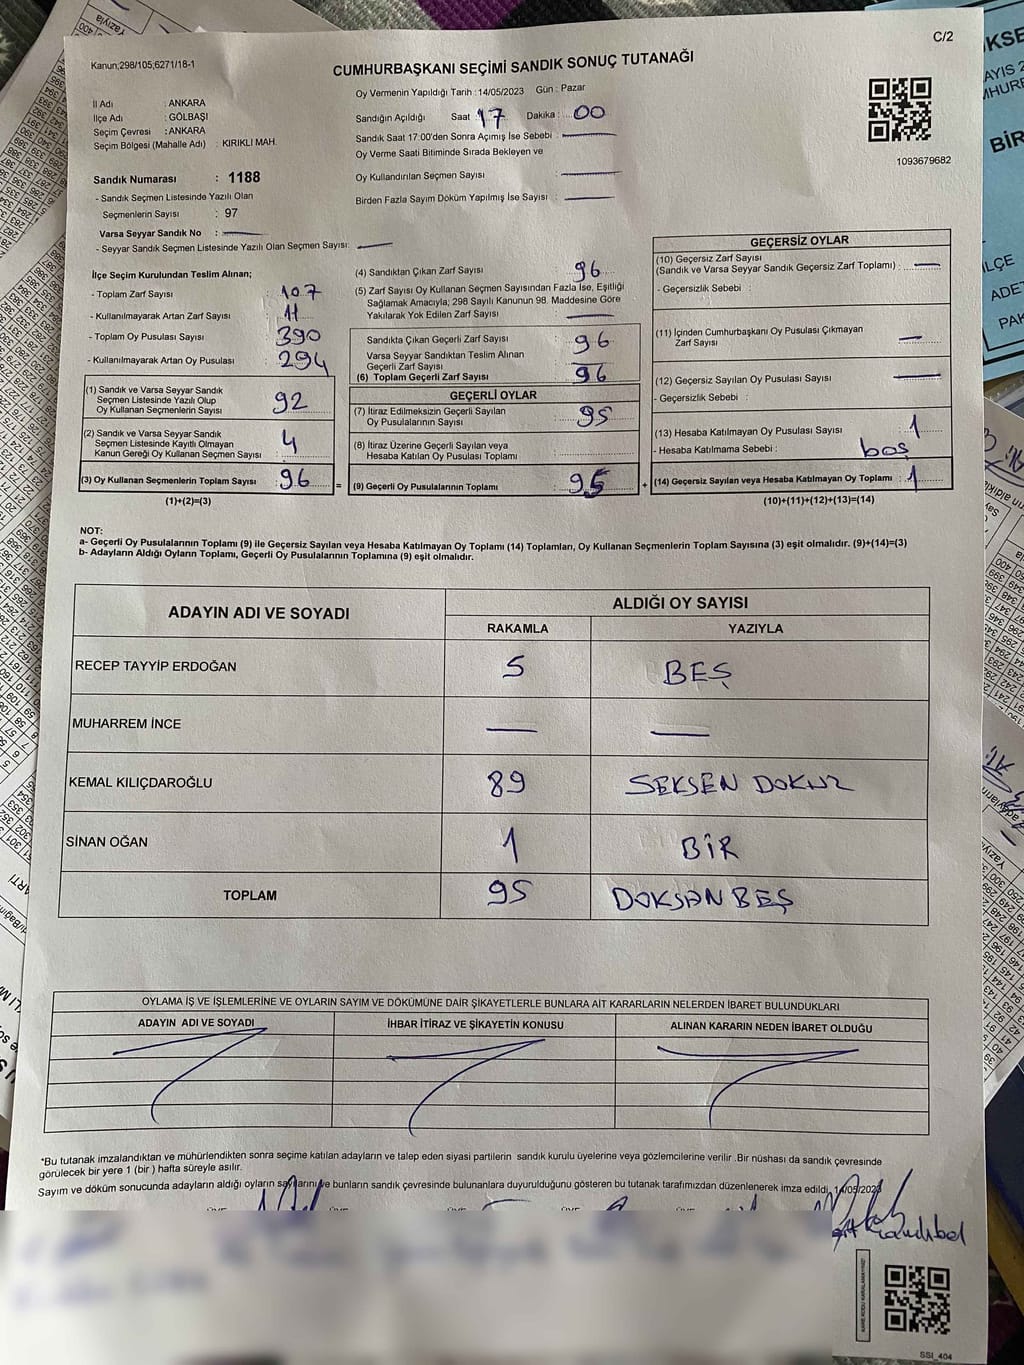 C/2
Kanun;298/105;6271/18-1
CUMHURBAŞKANI SEÇİMİ SANDIK SONUÇ TUTANAĞI
İl Adı : ANKARA
İlçe Adı : GÖLBAŞI
Seçim Çevresi : ANKARA
Seçim Bölgesi (Mahalle Adı) : KIRIKLI MAH.
Sandık Numarası : 1188
- Sandık Seçmen Listesinde Yazılı Olan
Seçmenlerin Sayısı : 97
Varsa Seyyar Sandık No :
- Seyyar Sandık Seçmen Listesinde Yazılı Olan Seçmen Sayısı:
Oy Vermenin Yapıldığı Tarih : 14/05/2023 Gün : Pazar
Sandığın Açıldığı Saat 17 Dakika : 00
Sandık Saat 17:00'den Sonra Açımış İse Sebebi :
Oy Verme Saati Bitiminde Sırada Bekleyen ve
Oy Kullandırılan Seçmen Sayısı :
Birden Fazla Sayım Döküm Yapılmış İse Sayısı :
1093679682
İlçe Seçim Kurulundan Teslim Alınan;
- Toplam Zarf Sayısı : 107
- Kullanılmayarak Artan Zarf Sayısı : 11
- Toplam Oy Pusulası Sayısı : 390
- Kullanılmayarak Artan Oy Pusulası : 294
(1) Sandık ve Varsa Seyyar Sandık
Seçmen Listesinde Yazılı Olup
Oy Kullanan Seçmenlerin Sayısı : 92
(2) Sandık ve Varsa Seyyar Sandık
Seçmen Listesinde Kayıtlı Olmayan
Kanun Gereği Oy Kullanan Seçmen Sayısı : 4
(3) Oy Kullanan Seçmenlerin Toplam Sayısı : 96
(1)+(2)=(3)
(4) Sandıktan Çıkan Zarf Sayısı : 96
(5) Zarf Sayısı Oy Kullanan Seçmen Sayısından Fazla İse, Eşitliği
Sağlamak Amacıyla; 298 Sayılı Kanunun 98. Maddesine Göre
Yakılarak Yok Edilen Zarf Sayısı :
Sandıkta Çıkan Geçerli Zarf Sayısı : 96
Varsa Seyyar Sandıktan Teslim Alınan
Geçerli Zarf Sayısı :
(6) Toplam Geçerli Zarf Sayısı : 96
GEÇERLİ OYLAR
(7) İtiraz Edilmeksizin Geçerli Sayılan
Oy Pusulalarının Sayısı : 95
(8) İtiraz Üzerine Geçerli Sayılan veya
Hesaba Katılan Oy Pusulası Toplamı :
= (9) Geçerli Oy Pusulalarının Toplamı : 95
GEÇERSİZ OYLAR
(10) Geçersiz Zarf Sayısı
(Sandık ve Varsa Seyyar Sandık Geçersiz Zarf Toplamı) :
- Geçersizlik Sebebi :
(11) İçinden Cumhurbaşkanı Oy Pusulası Çıkmayan
Zarf Sayısı :
(12) Geçersiz Sayılan Oy Pusulası Sayısı :
- Geçersizlik Sebebi :
(13) Hesaba Katılmayan Oy Pusulası Sayısı : 1
- Hesaba Katılmama Sebebi : boş
+ (14) Geçersiz Sayılan veya Hesaba Katılmayan Oy Toplamı : 1
(10)+(11)+(12)+(13)=(14)
NOT:
a- Geçerli Oy Pusulalarının Toplamı (9) ile Geçersiz Sayılan veya Hesaba Katılmayan Oy Toplamı (14) Toplamları, Oy Kullanan Seçmenlerin Toplam Sayısına (3) eşit olmalıdır. (9)+(14)=(3)
b- Adayların Aldığı Oyların Toplamı, Geçerli Oy Pusulalarının Toplamına (9) eşit olmalıdır.
ADAYIN ADI VE SOYADI ALDIĞI OY SAYISI
RAKAMLA YAZIYLA
RECEP TAYYİP ERDOĞAN 5 BEŞ
MUHARREM İNCE
KEMAL KILIÇDAROĞLU 89 SEKSEN DOKUZ
SİNAN OĞAN 1 BİR
TOPLAM 95 DOKSAN BEŞ
OYLAMA İŞ VE İŞLEMLERİNE VE OYLARIN SAYIM VE DÖKÜMÜNE DAİR ŞİKAYETLERLE BUNLARA AİT KARARLARIN NELERDEN İBARET BULUNDUKLARI
ADAYIN ADI VE SOYADI İHBAR İTİRAZ VE ŞİKAYETİN KONUSU ALINAN KARARIN NEDEN İBARET OLDUĞU
*Bu tutanak imzalandıktan ve mühürlendikten sonra seçime katılan adayların ve talep eden siyasi partilerin sandık kurulu üyelerine veya gözlemcilerine verilir .Bir nüshası da sandık çevresinde
görülecek bir yere 1 (bir ) hafta süreyle asılır.
Sayım ve döküm sonucunda adayların aldığı oyların sayılarını ve bunların sandık çevresinde bulunanlara duyurulduğunu gösteren bu tutanak tarafımızdan düzenlenerek imza edildi. 14/05/2023
SSI_404